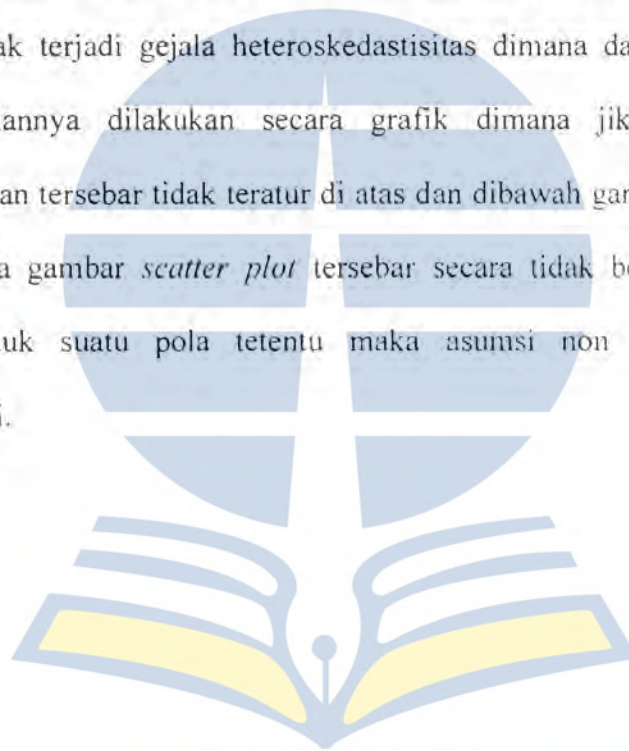 ak terjadi gejala heteroskedastisitas dimana da
annya dilakukan secara grafik dimana jik
an tersebar tidak teratur di atas dan dibawah gar
a gambar scatter plot tersebar secara tidak be
uk suatu pola tetentu maka asumsi non
i.